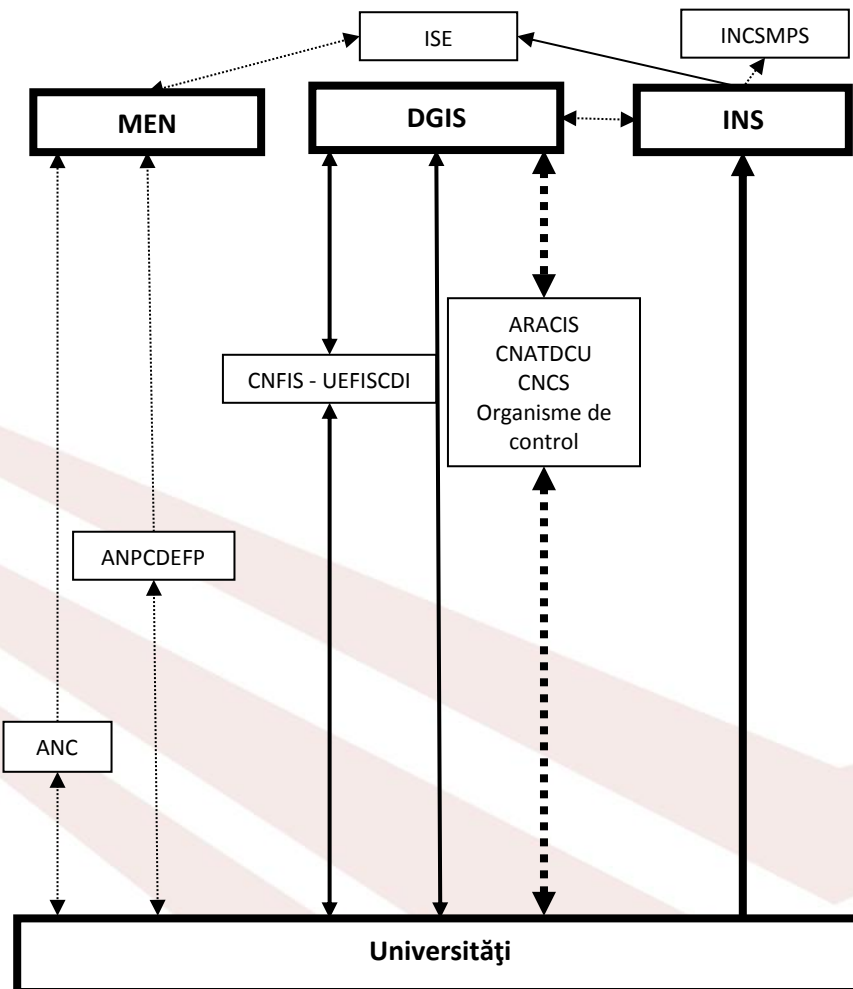 ISE
INCSMPS
MEN
DGIS
INS
ARACIS
CNATDCU
CNCS
Organisme de
control
CNFIS - UEFISCDI
ANPCDEFP
ANC
Universităţi